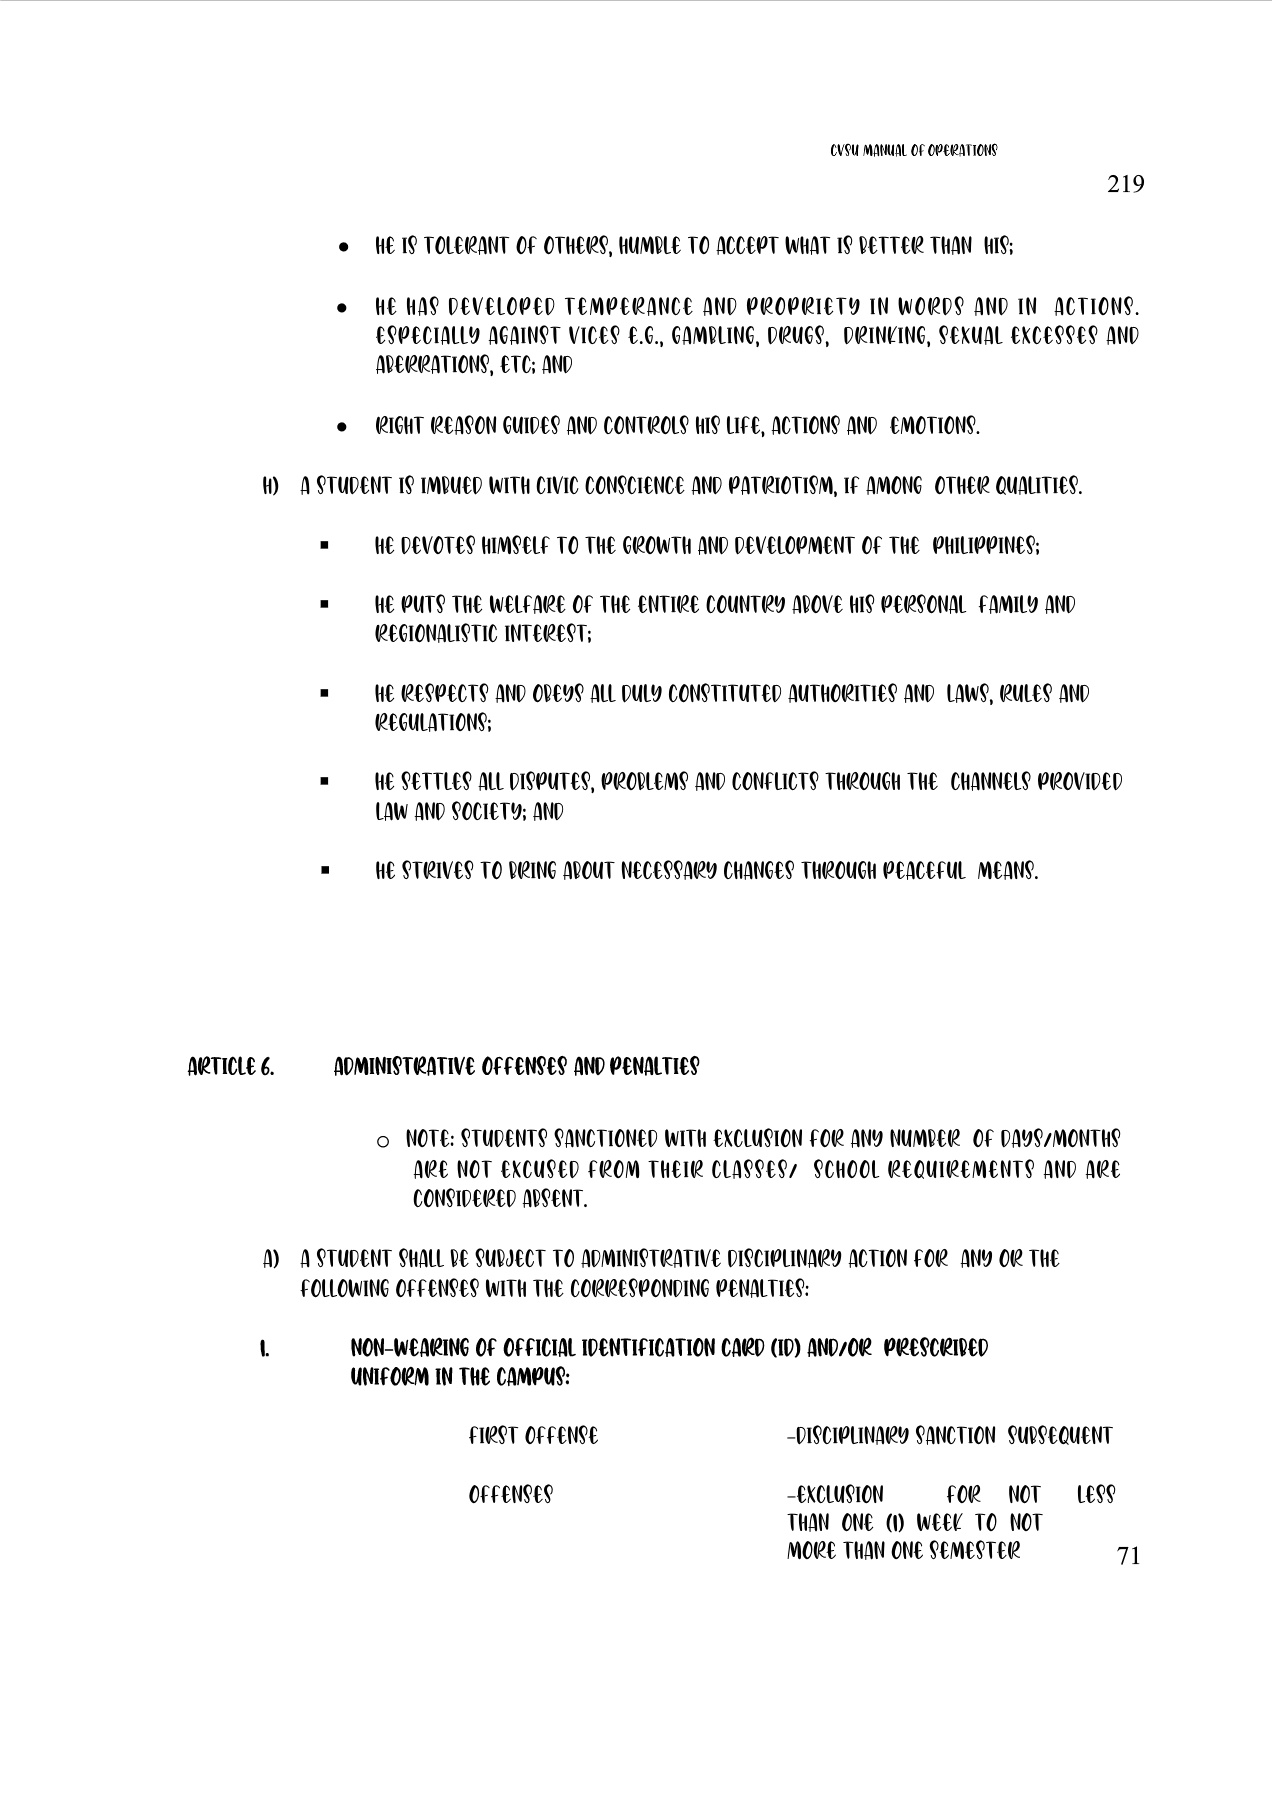 CVSU MANUAL OF OPERATIONS
219
● HE IS TOLERANT OF OTHERS, HUMBLE TO ACCEPT WHAT IS BETTER THAN HIS;
● HE HAS DEVELOPED TEMPERANCE AND PROPRIETY IN WORDS AND IN ACTIONS.
ESPECIALLY AGAINST VICES E.G., GAMBLING, DRUGS, DRINKING, SEXUAL EXCESSES AND
ABERRATIONS, ETC; AND
● RIGHT REASON GUIDES AND CONTROLS HIS LIFE, ACTIONS AND EMOTIONS.
H) A STUDENT IS IMBUED WITH CIVIC CONSCIENCE AND PATRIOTISM, IF AMONG OTHER QUALITIES.
▪ HE DEVOTES HIMSELF TO THE GROWTH AND DEVELOPMENT OF THE PHILIPPINES;
▪ HE PUTS THE WELFARE OF THE ENTIRE COUNTRY ABOVE HIS PERSONAL FAMILY AND
REGIONALISTIC INTEREST;
▪ HE RESPECTS AND OBEYS ALL DULY CONSTITUTED AUTHORITIES AND LAWS, RULES AND
REGULATIONS;
▪ HE SETTLES ALL DISPUTES, PROBLEMS AND CONFLICTS THROUGH THE CHANNELS PROVIDED
LAW AND SOCIETY; AND
▪ HE STRIVES TO BRING ABOUT NECESSARY CHANGES THROUGH PEACEFUL MEANS.
ARTICLE 6. ADMINISTRATIVE OFFENSES AND PENALTIES
○ NOTE: STUDENTS SANCTIONED WITH EXCLUSION FOR ANY NUMBER OF DAYS/MONTHS
ARE NOT EXCUSED FROM THEIR CLASSES/ SCHOOL REQUIREMENTS AND ARE
CONSIDERED ABSENT.
A) A STUDENT SHALL BE SUBJECT TO ADMINISTRATIVE DISCIPLINARY ACTION FOR ANY OR THE
FOLLOWING OFFENSES WITH THE CORRESPONDING PENALTIES:
1. NON-WEARING OF OFFICIAL IDENTIFICATION CARD (ID) AND/OR PRESCRIBED
UNIFORM IN THE CAMPUS:
FIRST OFFENSE -DISCIPLINARY SANCTION SUBSEQUENT
OFFENSES -EXCLUSION FOR NOT LESS
THAN ONE (1) WEEK TO NOT
MORE THAN ONE SEMESTER
71